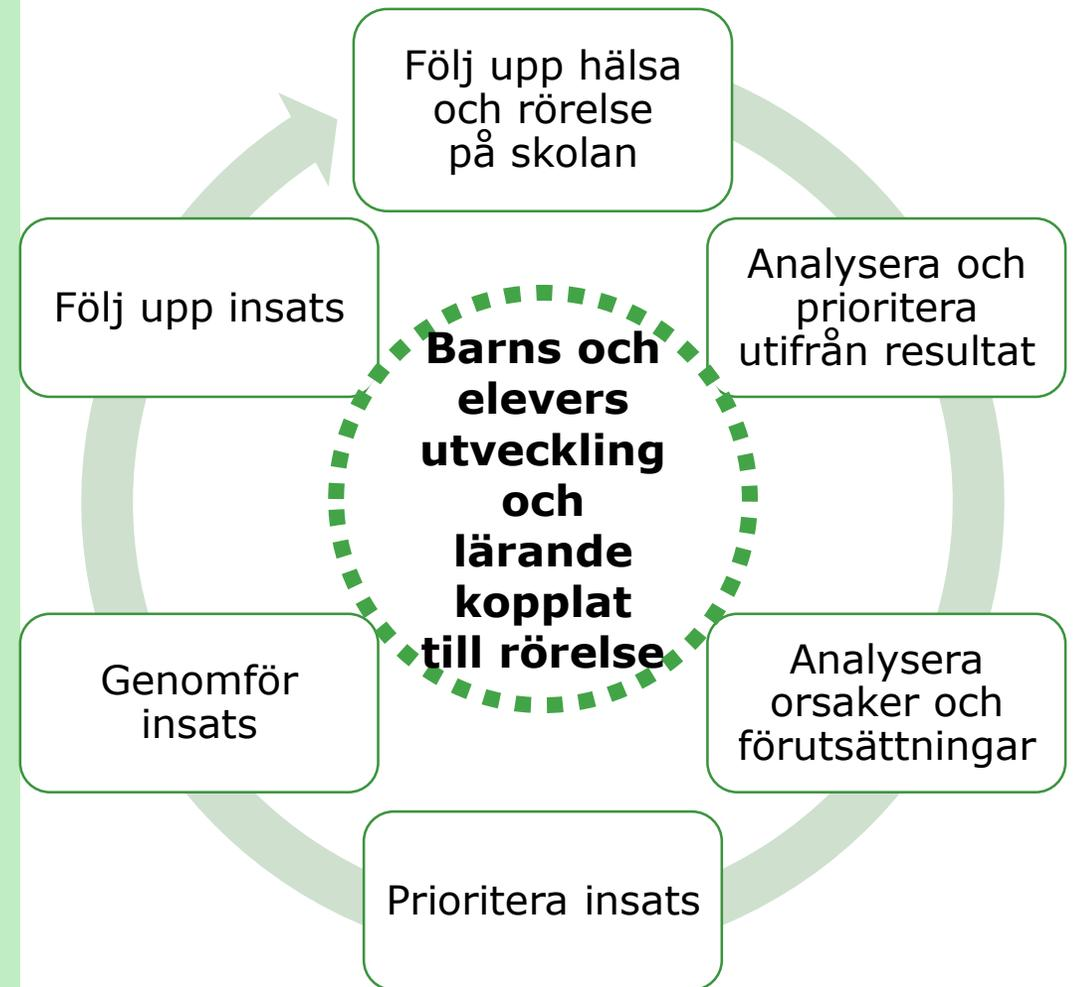 Följ upp hälsa
och rörelse
på skolan
Analysera och
prioritera
utifrån resultat
Analysera
orsaker och
förutsättningar
Prioritera insats
Genomför
insats
Följ upp insats
Barns och
elevers
utveckling
och
lärande
kopplat
till rörelse